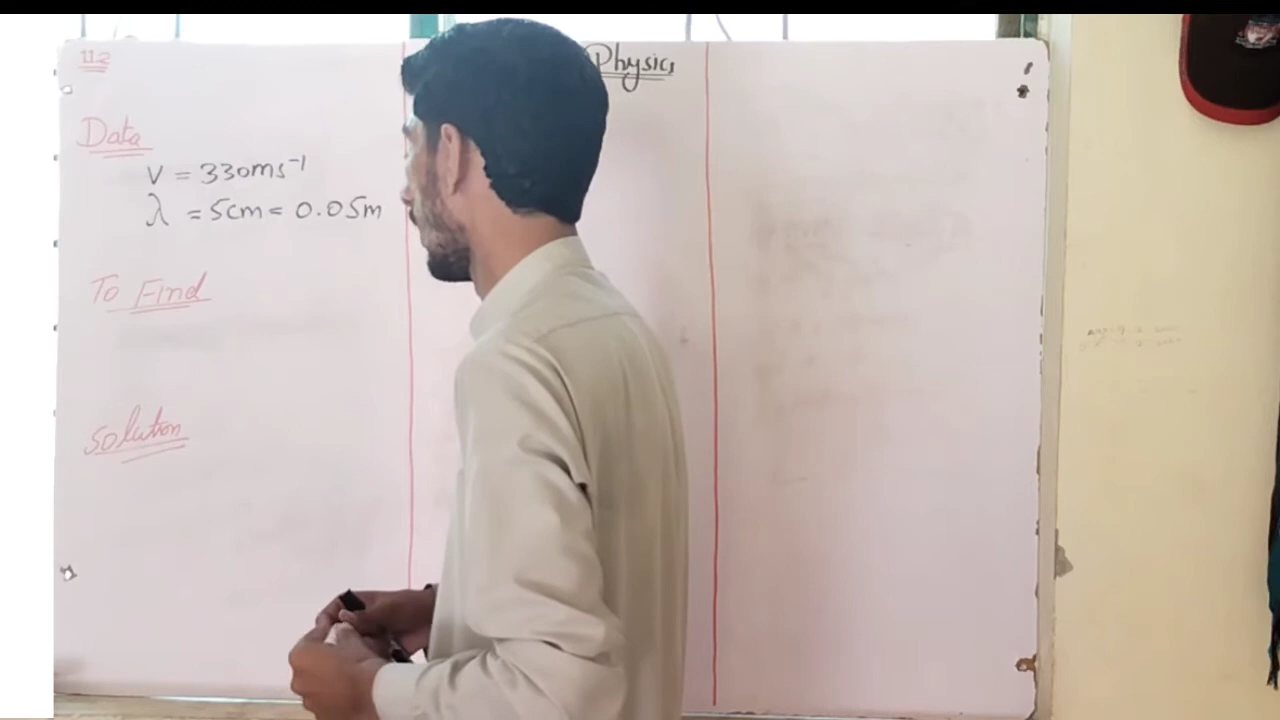 11.2
Physics
Data
V = 330ms⁻¹
λ = 5cm = 0.05m
To Find
Solution